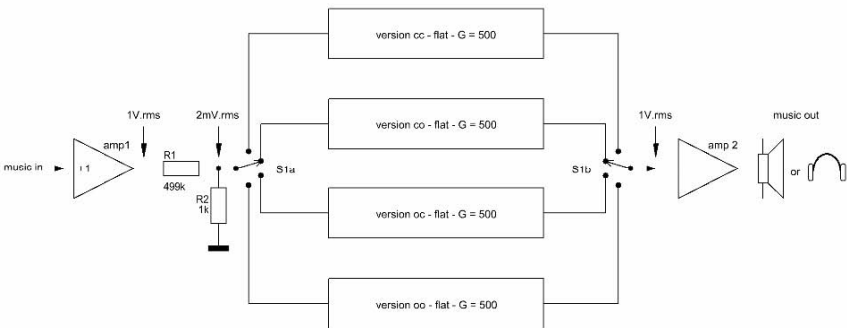 version cc - flat - G = 500
1V.rms
2mV.rms
version co - flat - G = 500
1V.rms
music out
amp1
amp 2
R1
music in
S1a
S1b
or
499k
R2
1k
version oc - flat - G = 500
version oo - flat - G = 500